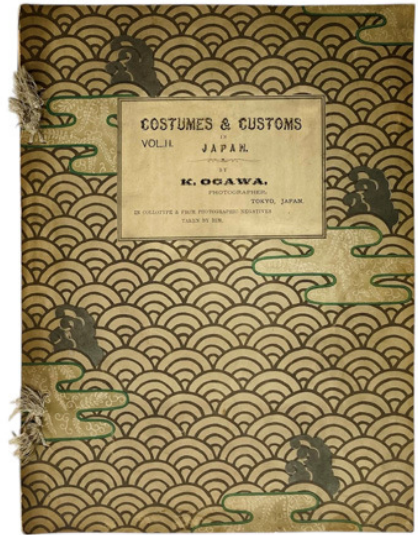 COSTUMES & CUSTOMS
IN
JAPAN.
VOL. II.
BY
K. OGAWA,
PHOTOGRAPHER,
TOKYO, JAPAN.
IN COLLOTYPE & FROM PHOTOGRAPHIC NEGATIVES
TAKEN BY HIM.